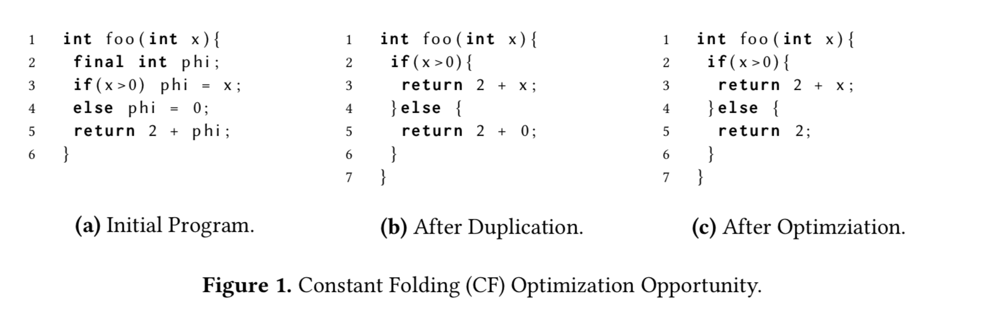 1 int foo(int x){
2 final int phi;
3 if(x>0) phi = x;
4 else phi = 0;
5 return 2 + phi;
6 }
(a) Initial Program.
1 int foo(int x){
2 if(x>0){
3 return 2 + x;
4 }else {
5 return 2 + 0;
6 }
7 }
(b) After Duplication.
1 int foo(int x){
2 if(x>0){
3 return 2 + x;
4 }else {
5 return 2;
6 }
7 }
(c) After Optimziation.
Figure 1. Constant Folding (CF) Optimization Opportunity.